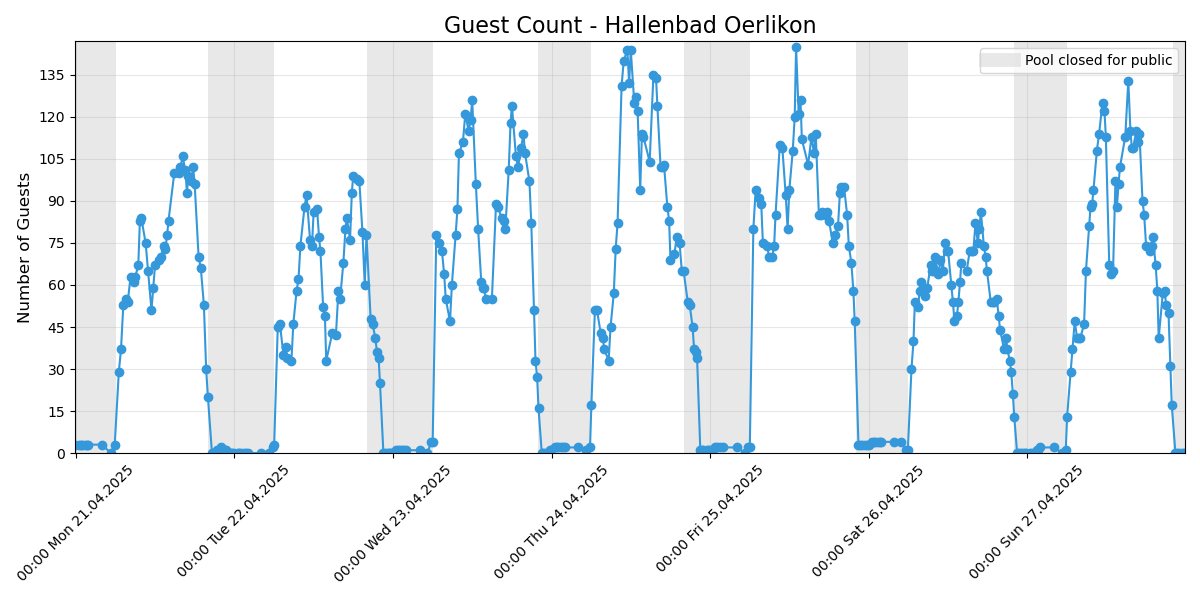 Guest Count - Hallenbad Oerlikon
Pool closed for public
Number of Guests
135
120
105
90
75
60
45
30
15
0
00:00 Mon 21.04.2025
00:00 Tue 22.04.2025
00:00 Wed 23.04.2025
00:00 Thu 24.04.2025
00:00 Fri 25.04.2025
00:00 Sat 26.04.2025
00:00 Sun 27.04.2025